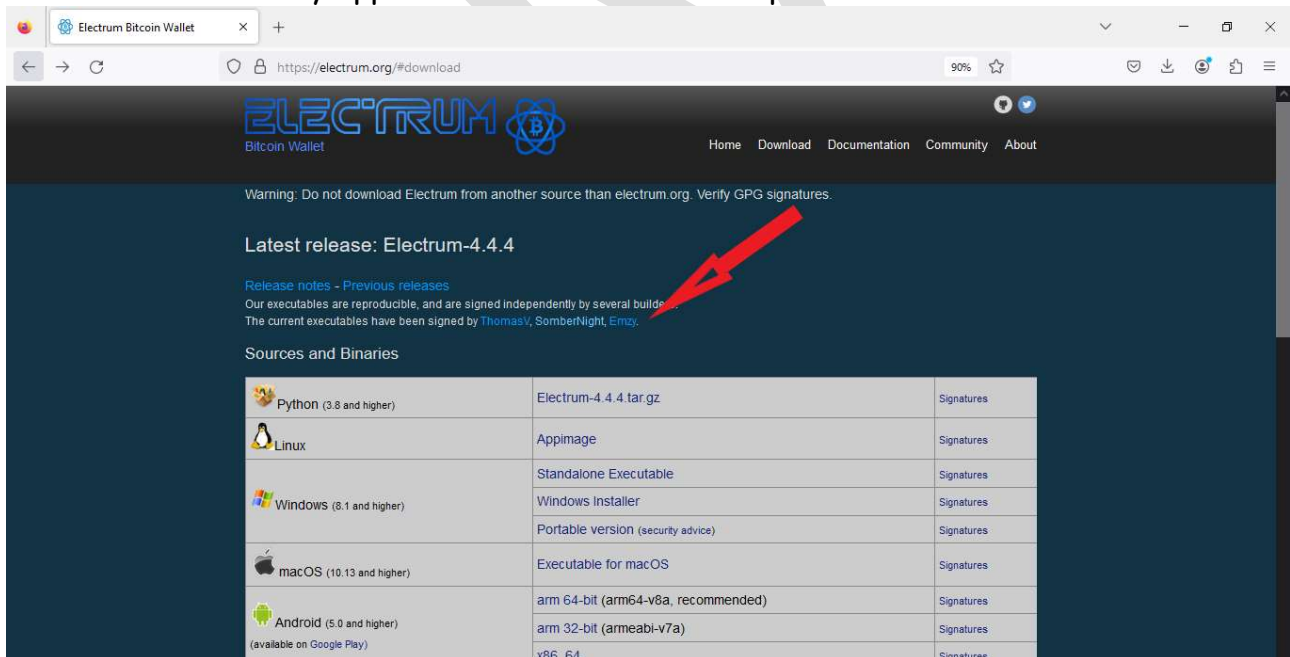 Electrum Bitcoin Wallet
https://electrum.org/#download
90%
ELECTRUM
Bitcoin Wallet
Home Download Documentation Community About
Warning: Do not download Electrum from another source than electrum.org. Verify GPG signatures.
Latest release: Electrum-4.4.4
Release notes - Previous releases
Our executables are reproducible, and are signed independently by several
The current executables have been signed by ThomasV, SomberNight, Emzy.
Sources and Binaries
Python (3.8 and higher) Electrum-4.4.4.tar.gz Signatures
Linux Appimage Signatures
Standalone Executable Signatures
Windows (8.1 and higher) Windows Installer Signatures
Portable version (security advice) Signatures
macOS (10.13 and higher) Executable for macOS Signatures
arm 64-bit (arm64-v8a, recommended) Signatures
Android (5.0 and higher) arm 32-bit (armeabi-v7a) Signatures
(available on Google Play)
x86_64 Signatures